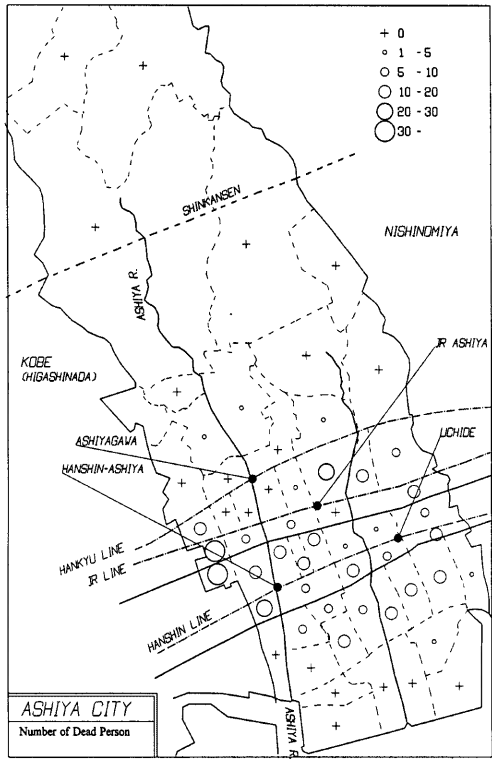 + 0
1 - 5
5 - 10
10 - 20
20 - 30
30 -
SHINKANSEN
NISHINOMIYA
ASHIYA R.
KOBE
(HIGASHINADA)
JR ASHIYA
UCHIDE
ASHIYAGAWA
HANSHIN-ASHIYA
HANKYU LINE
JR LINE
HANSHIN LINE
ASHIYA CITY
Number of Dead Person
ASHIYA R.